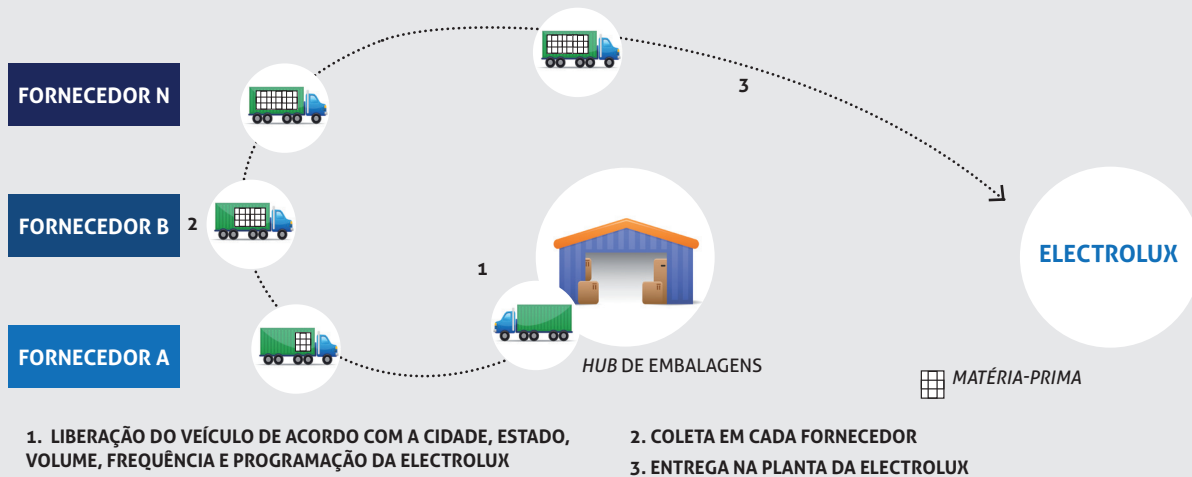 FORNECEDOR N
3
FORNECEDOR B
2
ELECTROLUX
1
FORNECEDOR A
HUB DE EMBALAGENS
MATÉRIA-PRIMA
1. LIBERAÇÃO DO VEÍCULO DE ACORDO COM A CIDADE, ESTADO,
VOLUME, FREQUÊNCIA E PROGRAMAÇÃO DA ELECTROLUX
2. COLETA EM CADA FORNECEDOR
3. ENTREGA NA PLANTA DA ELECTROLUX